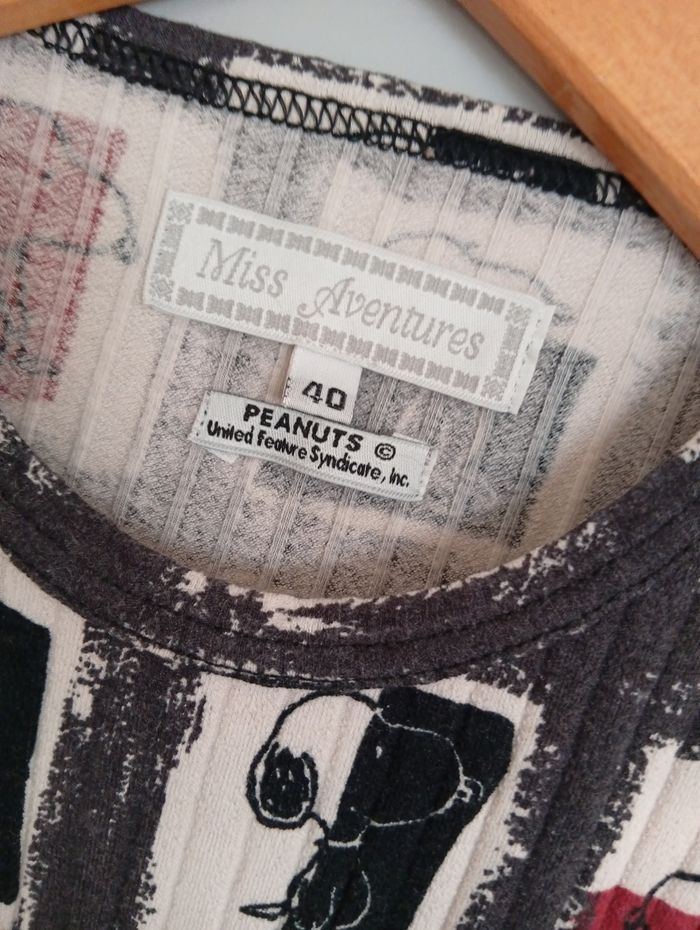 Miss Aventures
40
PEANUTS ©
United Feature Syndicate, Inc.